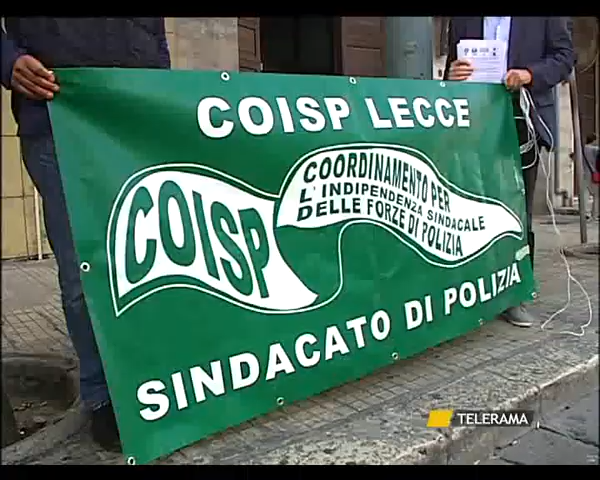 COISP LECCE
COISP
COORDINAMENTO PER
L'INDIPENDENZA SINDACALE
DELLE FORZE DI POLIZIA
SINDACATO DI POLIZIA
TELERAMA